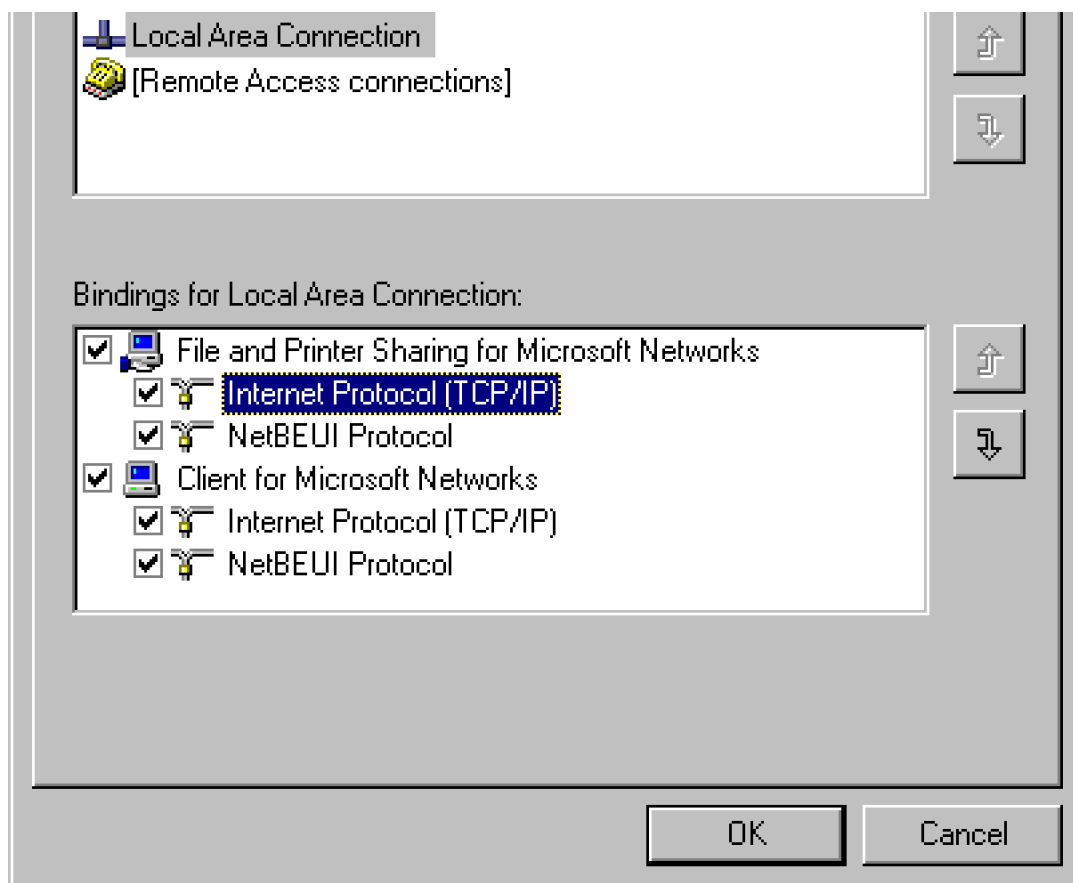 Local Area Connection
[Remote Access connections]
Bindings for Local Area Connection:
File and Printer Sharing for Microsoft Networks
Internet Protocol (TCP/IP)
NetBEUI Protocol
Client for Microsoft Networks
Internet Protocol (TCP/IP)
NetBEUI Protocol
OK Cancel